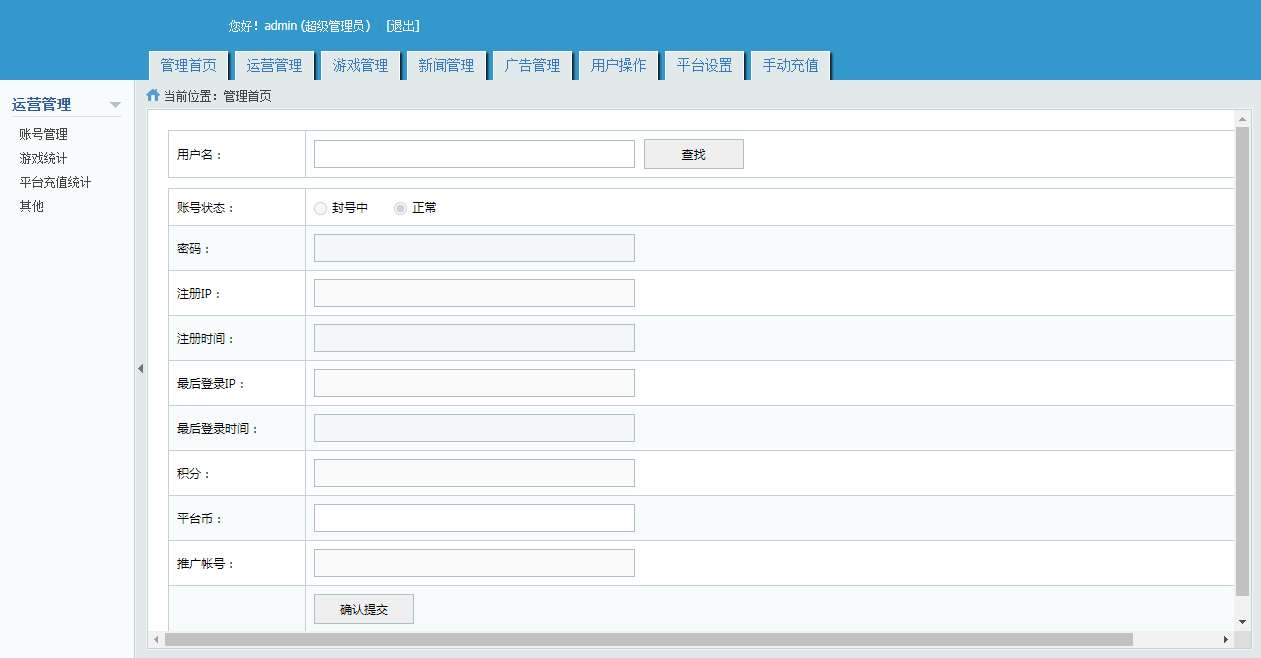 您好！admin (超级管理员) [退出]
管理首页 运营管理 游戏管理 新闻管理 广告管理 用户操作 平台设置 手动充值
运营管理
账号管理
游戏统计
平台充值统计
其他
当前位置：管理首页
用户名： 查找
账号状态： 封号中 正常
密码：
注册IP：
注册时间：
最后登录IP：
最后登录时间：
积分：
平台币：
推广帐号：
确认提交